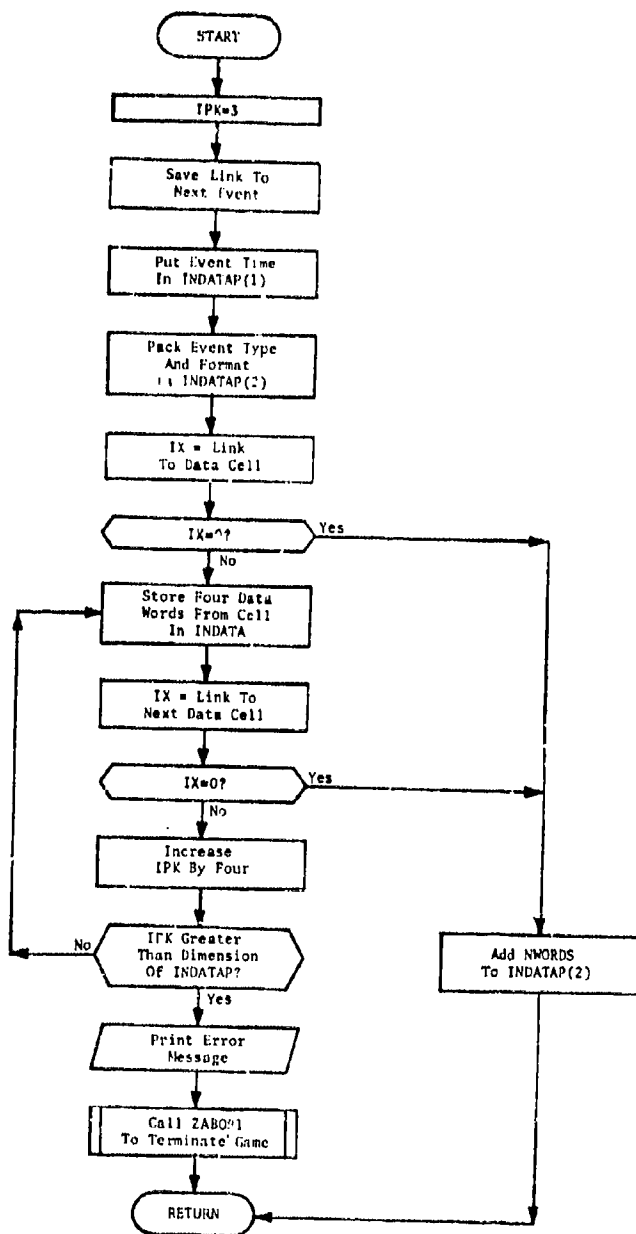 START
IPK=3
Save Link To
Next Event
Put Event Time
In INDATAP(1)
Pack Event Type
And Format
INDATAP(2)
IX = Link
To Data Cell
IX=^?
Yes
No
Store Four Data
Words From Cell
In INDATA
IX = Link To
Next Data Cell
IX=0?
Yes
No
Increase
IPK By Four
No
IPK Greater
Than Dimension
Of INDATAP?
Yes
Add NWORDS
To INDATAP(2)
Print Error
Message
Call
To Terminate Game
RETURN